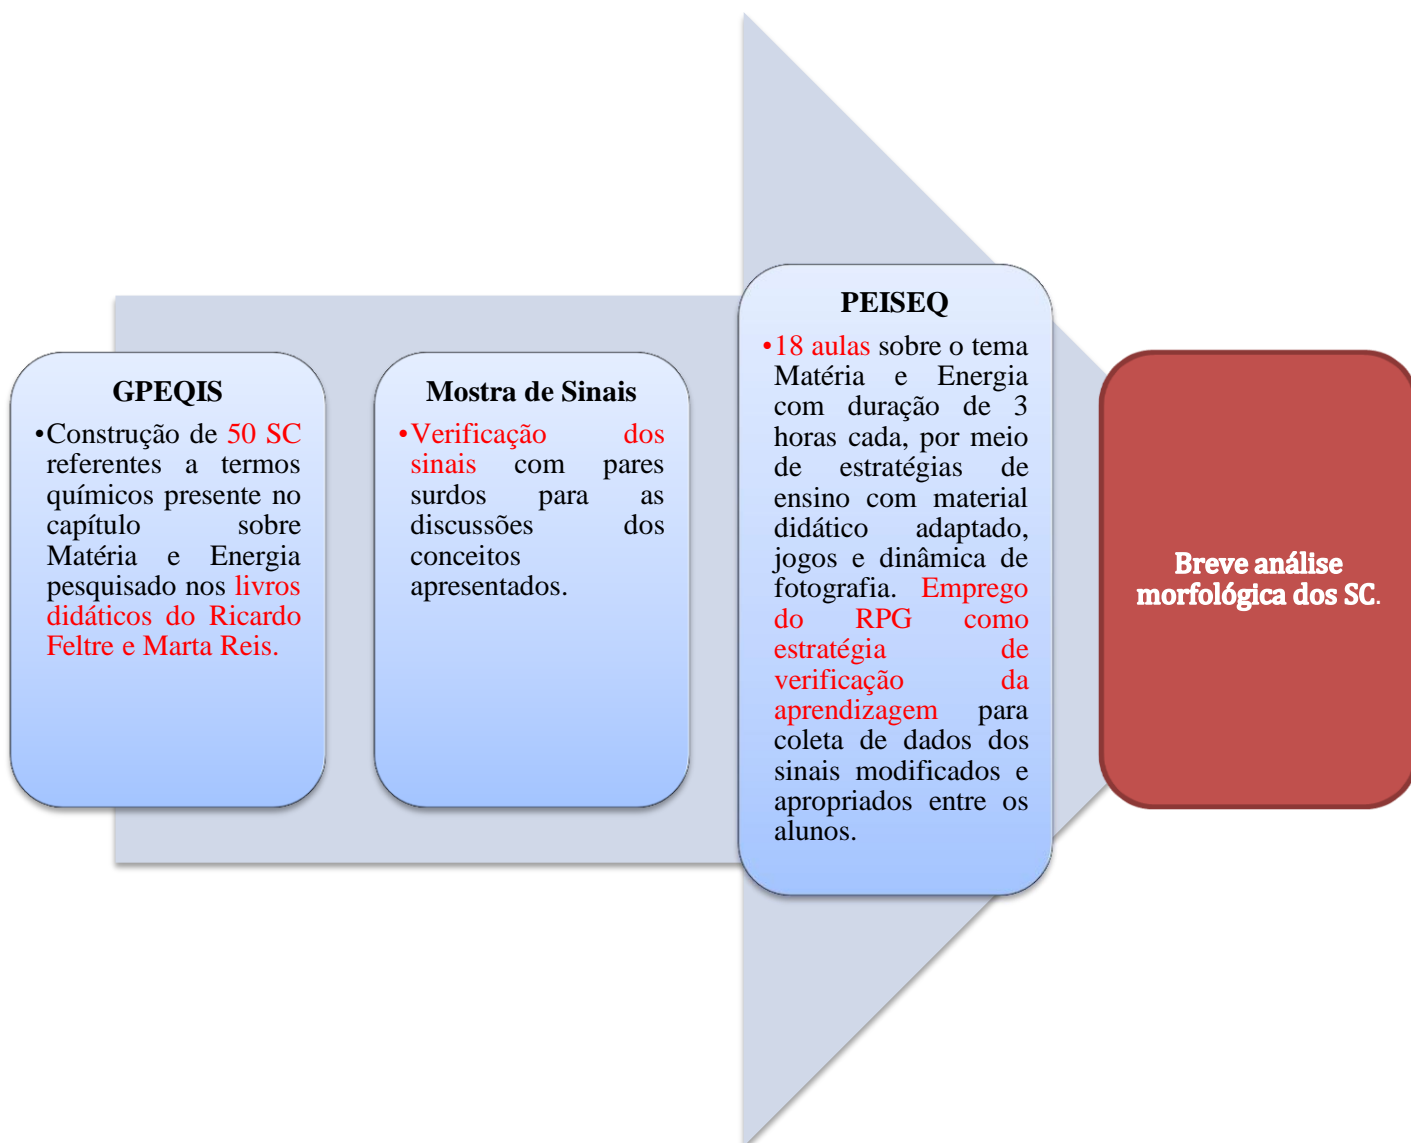 GPEQIS
•Construção de 50 SC
referentes a termos
químicos presente no
capítulo sobre
Matéria e Energia
pesquisado nos livros
didáticos do Ricardo
Feltre e Marta Reis.
Mostra de Sinais
•Verificação dos
sinais com pares
surdos para as
discussões dos
conceitos
apresentados.
PEISEQ
•18 aulas sobre o tema
Matéria e Energia
com duração de 3
horas cada, por meio
de estratégias de
ensino com material
didático adaptado,
jogos e dinâmica de
fotografia. Emprego
do RPG como
estratégia de
verificação da
aprendizagem para
coleta de dados dos
sinais modificados e
apropriados entre os
alunos.
Breve análise
morfológica dos SC.